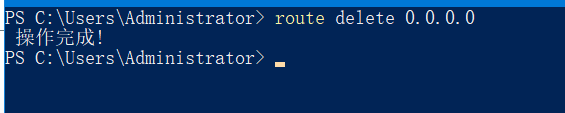 PS C:\Users\Administrator> route delete 0.0.0.0
操作完成!
PS C:\Users\Administrator>